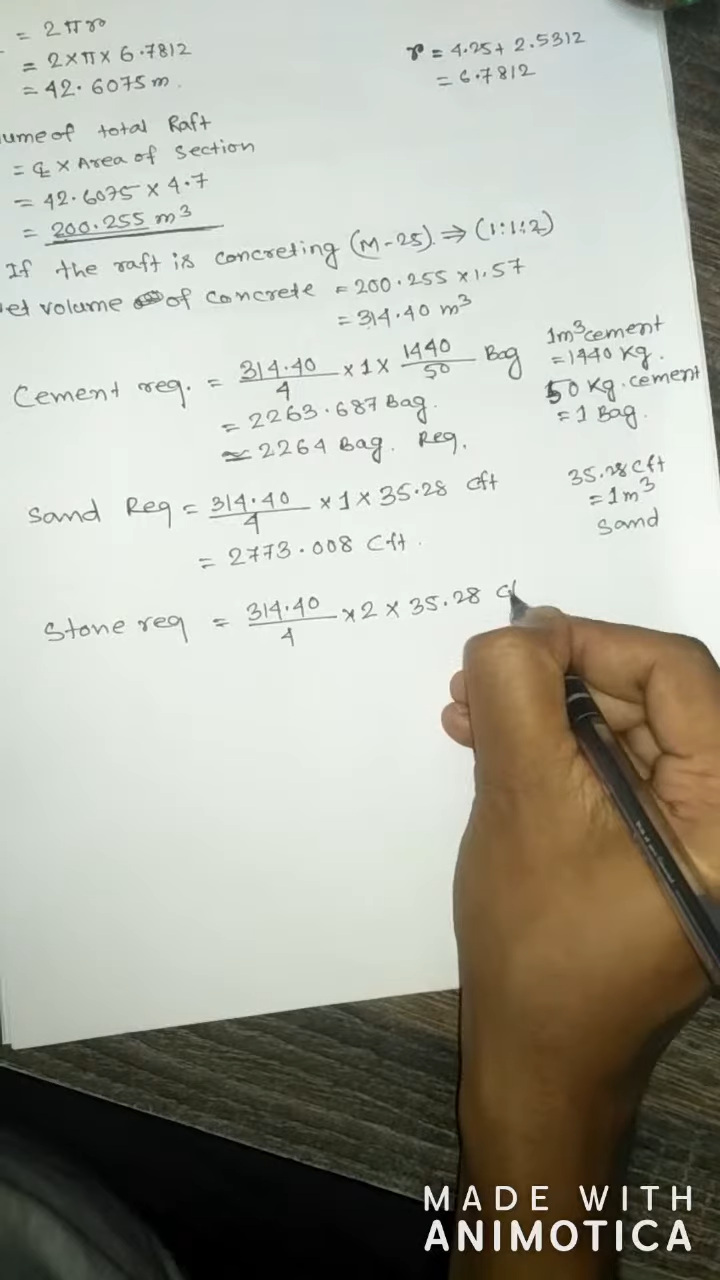 = 2πr
= 2×π× 6.7812
= 42.6075 m.
r = 4.25 + 2.5312
= 6.7812
ume of total Raft
= ℄ × Area of Section
= 42.6075 × 4.7
= 200.255 m³
If the raft is concreting (M-25) ⇒ (1:1:2)
et volume of concrete = 200.255 × 1.57
= 314.40 m³
Cement req. = 314.40/4 × 1 × 1440/50 Bag
= 2263.687 Bag.
≃ 2264 Bag. Req.
1m³ cement
= 1440 Kg.
50 Kg. cement
= 1 Bag.
Sand Req = 314.40/4 × 1 × 35.28 cft
= 2773.008 Cft.
35.28 Cft
= 1m³
Sand
Stone req = 314.40/4 × 2 × 35.28 Cf
MADE WITH
ANIMOTICA